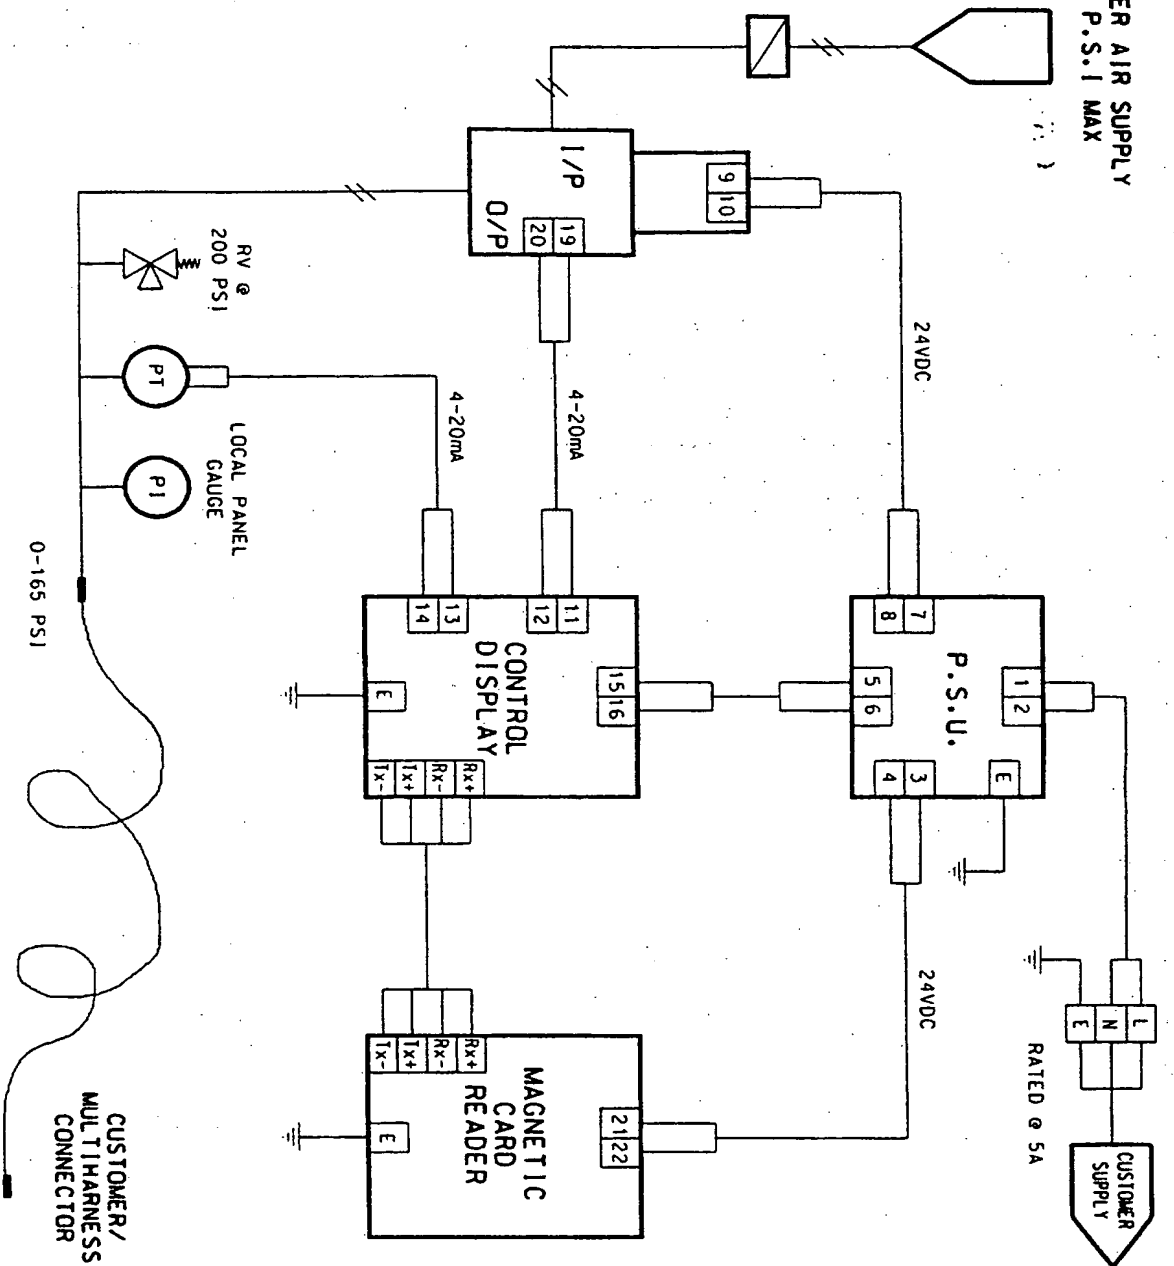 ER AIR SUPPLY
P.S.I MAX
I/P
O/P
9 10
19
20
RV @
200 PSI
PT
LOCAL PANEL
GAUGE
PI
0-165 PSI
24VDC
4-20mA
4-20mA
P.S.U.
1 2
7
8
5 6
3
4
E
CONTROL
DISPLAY
11
12
13
14
15 16
E
Rx+
Rx-
Tx+
Tx-
24VDC
L
N
E
RATED @ 5A
CUSTOMER
SUPPLY
MAGNETIC
CARD
READER
21 22
Rx+
Rx-
Tx+
Tx-
E
CUSTOMER/
MULTIHARNESS
CONNECTOR